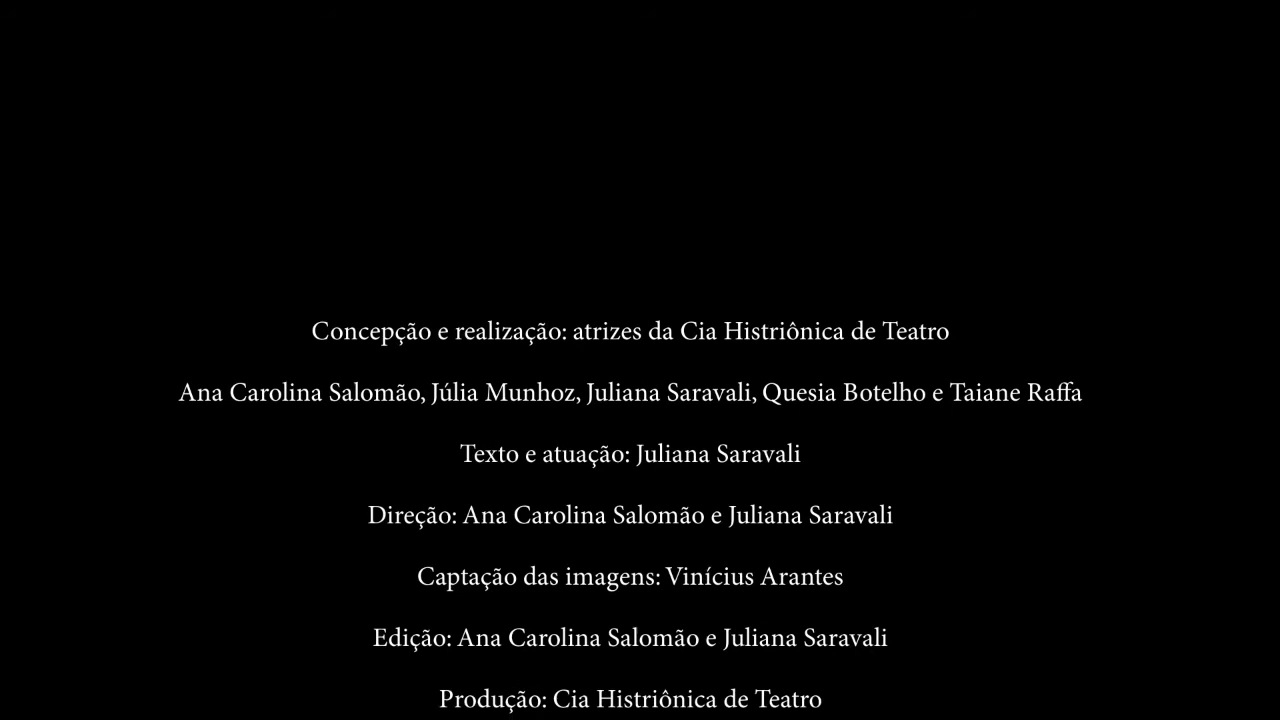 Concepção e realização: atrizes da Cia Histriônica de Teatro
Ana Carolina Salomão, Júlia Munhoz, Juliana Saravali, Quesia Botelho e Taiane Raffa
Texto e atuação: Juliana Saravali
Direção: Ana Carolina Salomão e Juliana Saravali
Captação das imagens: Vinícius Arantes
Edição: Ana Carolina Salomão e Juliana Saravali
Produção: Cia Histriônica de Teatro